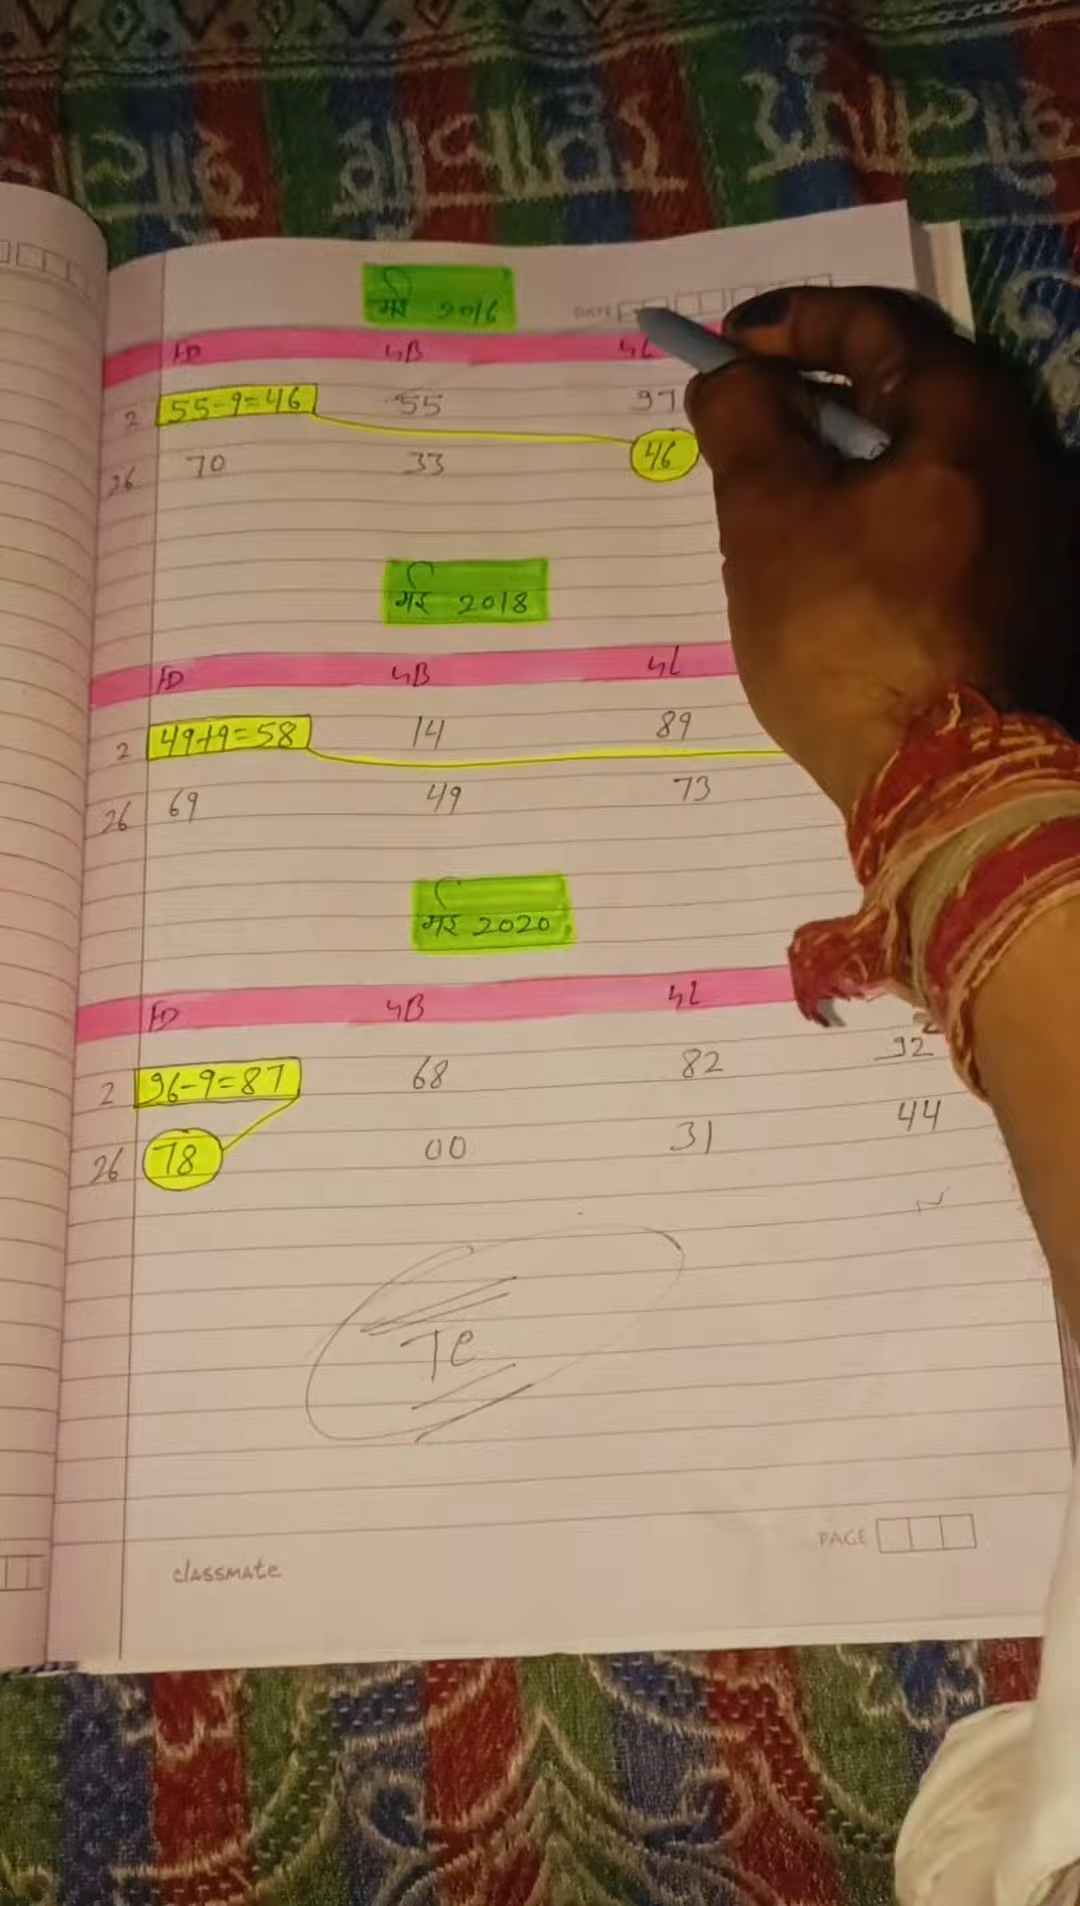 मई 2016
DATE
FD GB GL
2 55-9=46 55 97
26 70 33 46
मई 2018
FD GB GL
2 49+9=58 14 89
26 69 49 73
मई 2020
FD GB GL
2 96-9=87 68 82 92
26 78 00 31 44
Te
PAGE
classmate